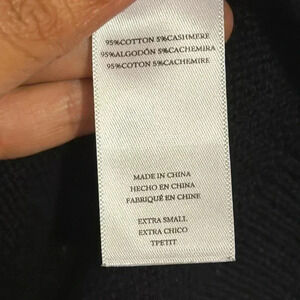 95%COTTON 5%CASHMERE
95%ALGODÓN 5%CACHEMIRA
95%COTON 5%CACHEMIRE
MADE IN CHINA
HECHO EN CHINA
FABRIQUÉ EN CHINE
EXTRA SMALL
EXTRA CHICO
TPETIT